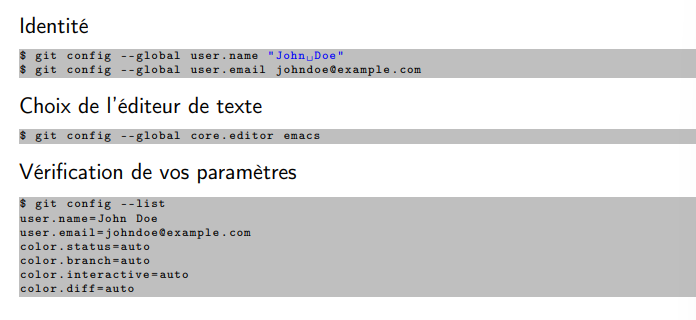 Identité
$ git config --global user.name "John␣Doe"
$ git config --global user.email johndoe@example.com
Choix de l'éditeur de texte
$ git config --global core.editor emacs
Vérification de vos paramètres
$ git config --list
user.name=John Doe
user.email=johndoe@example.com
color.status=auto
color.branch=auto
color.interactive=auto
color.diff=auto